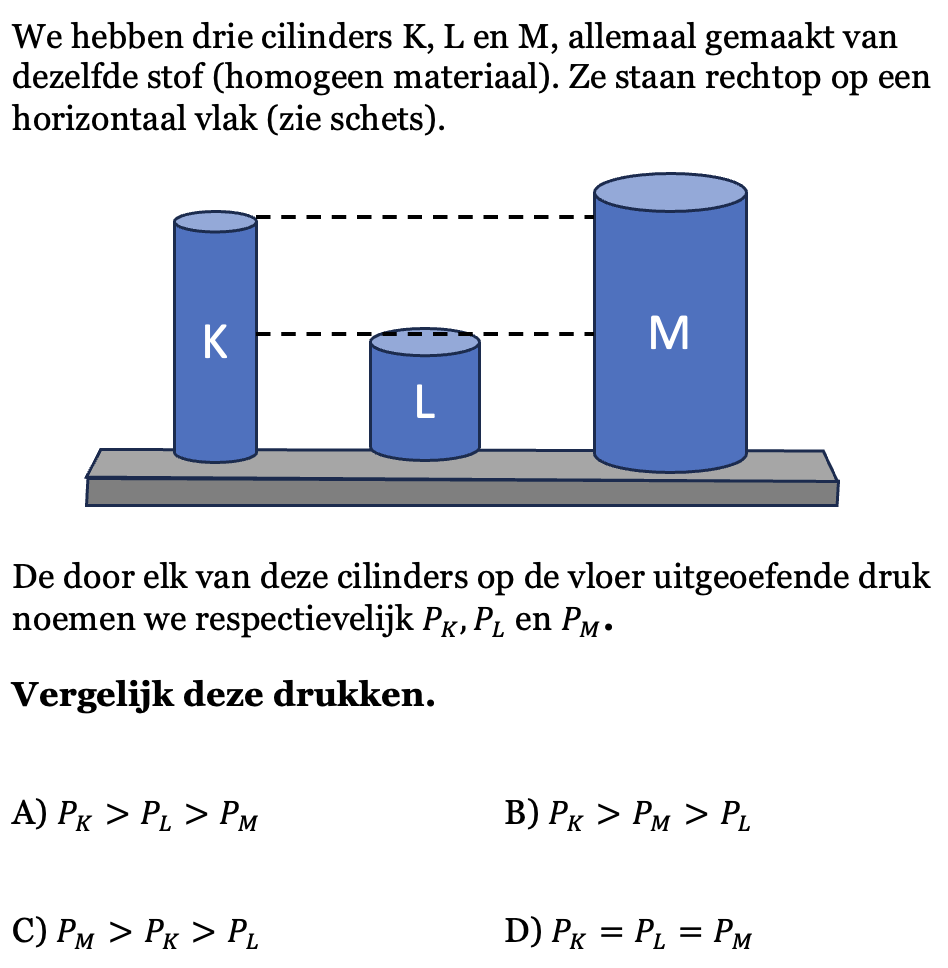 We hebben drie cilinders K, L en M, allemaal gemaakt van
dezelfde stof (homogeen materiaal). Ze staan rechtop op een
horizontaal vlak (zie schets).
K
L
M
De door elk van deze cilinders op de vloer uitgeoefende druk
noemen we respectievelijk P_K, P_L en P_M.
Vergelijk deze drukken.
A) P_K > P_L > P_M
B) P_K > P_M > P_L
C) P_M > P_K > P_L
D) P_K = P_L = P_M